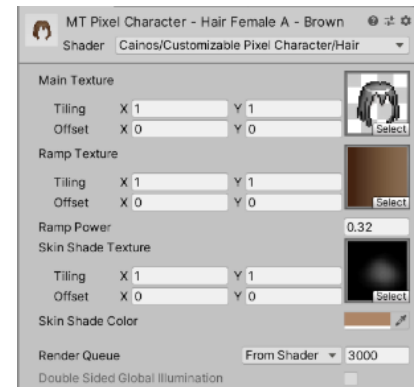 MT Pixel Character - Hair Female A - Brown
Shader Cainos/Customizable Pixel Character/Hair
Main Texture
Tiling X 1 Y 1
Offset X 0 Y 0
Select
Ramp Texture
Tiling X 1 Y 1
Offset X 0 Y 0
Select
Ramp Power 0.32
Skin Shade Texture
Tiling X 1 Y 1
Offset X 0 Y 0
Select
Skin Shade Color
Render Queue From Shader 3000
Double Sided Global Illumination